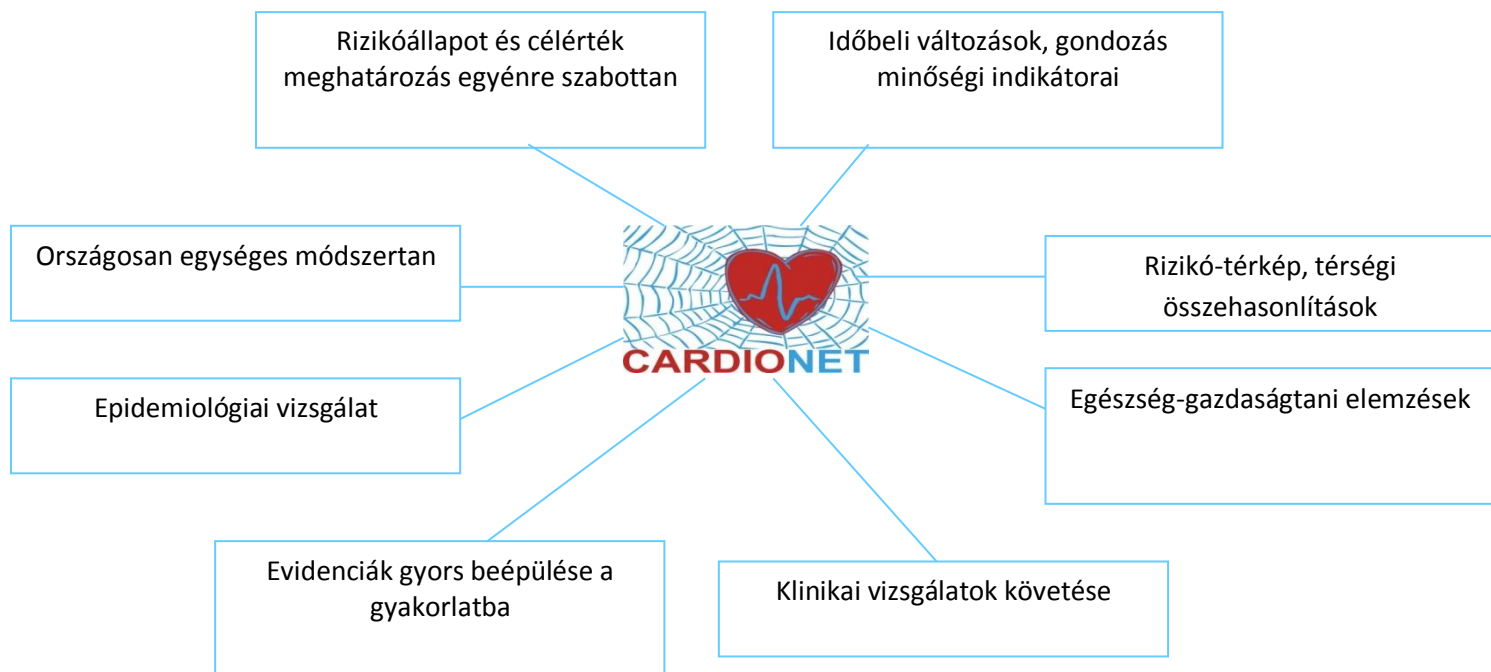 Rizikóállapot és célérték
meghatározás egyénre szabottan
Időbeli változások, gondozás
minőségi indikátorai
Országosan egységes módszertan
Rizikó-térkép, térségi
összehasonlítások
CARDIONET
Epidemiológiai vizsgálat
Egészség-gazdaságtani elemzések
Evidenciák gyors beépülése a
gyakorlatba
Klinikai vizsgálatok követése